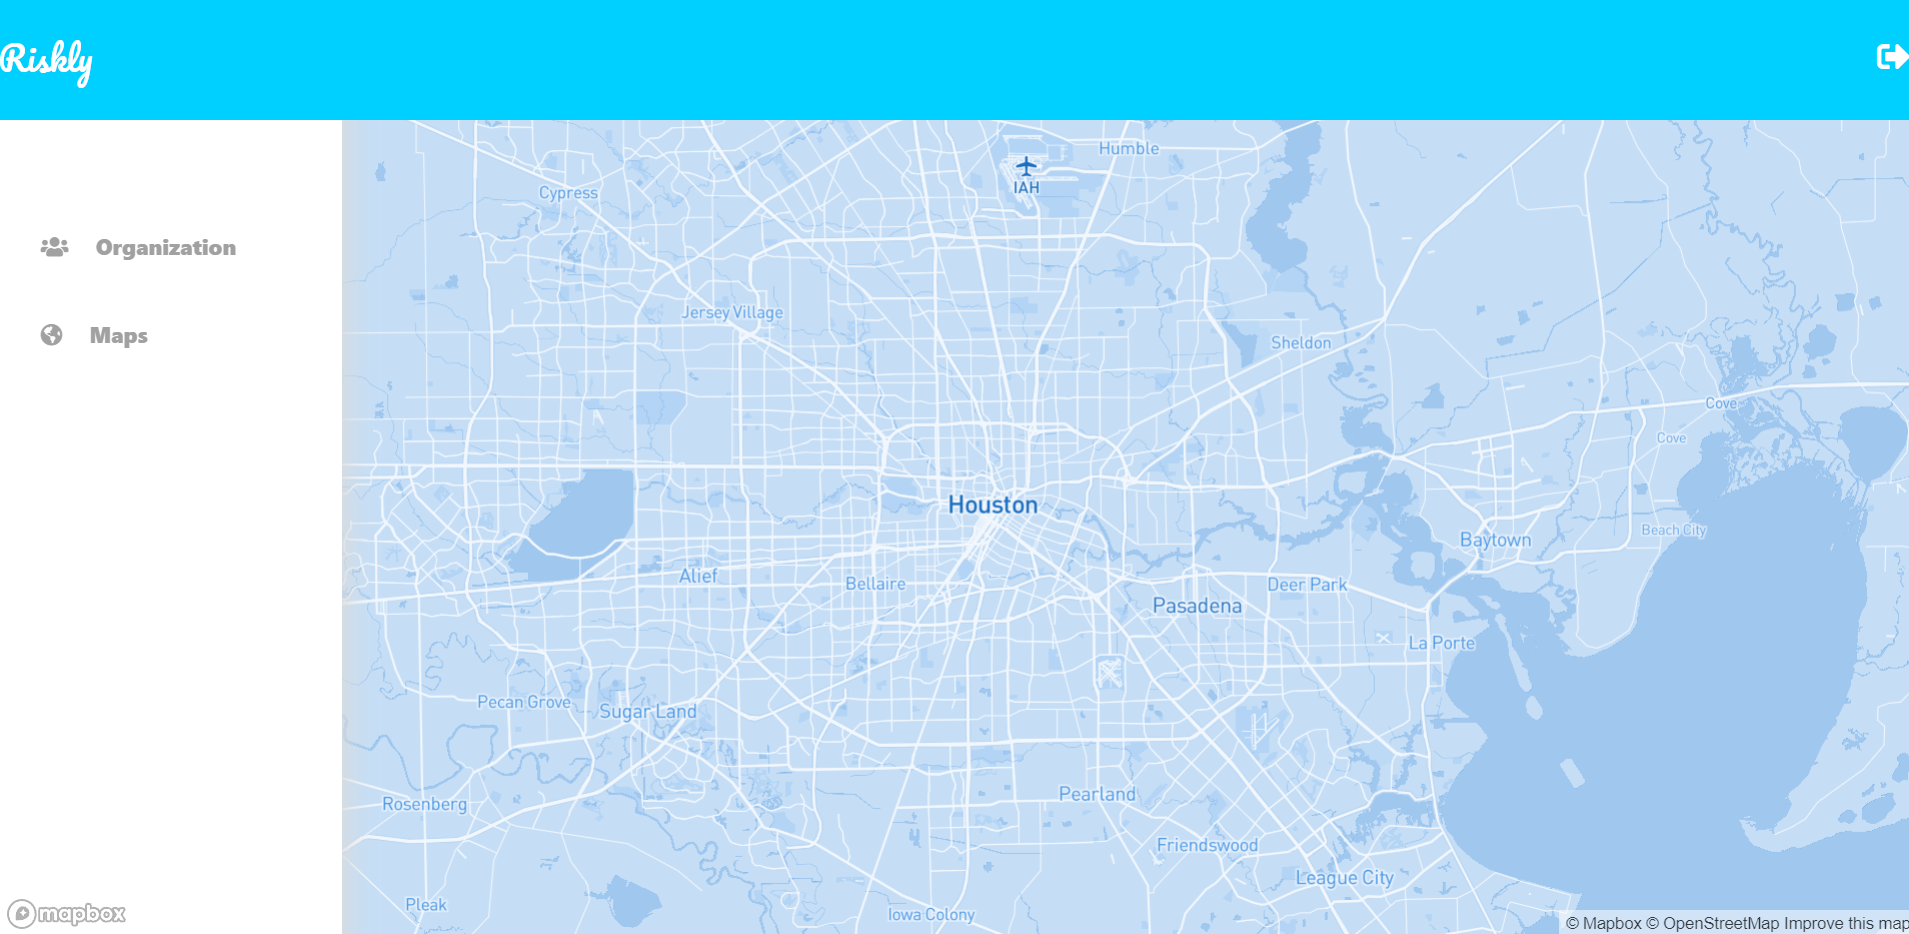 Riskly
Organization
Maps
Humble
IAH
Cypress
Jersey Village
Sheldon
Cove
Cove
Houston
Beach City
Baytown
Alief
Bellaire
Deer Park
Pasadena
La Porte
Pecan Grove
Sugar Land
Pearland
Rosenberg
Friendswood
League City
Pleak
Iowa Colony
mapbox
© Mapbox © OpenStreetMap Improve this map